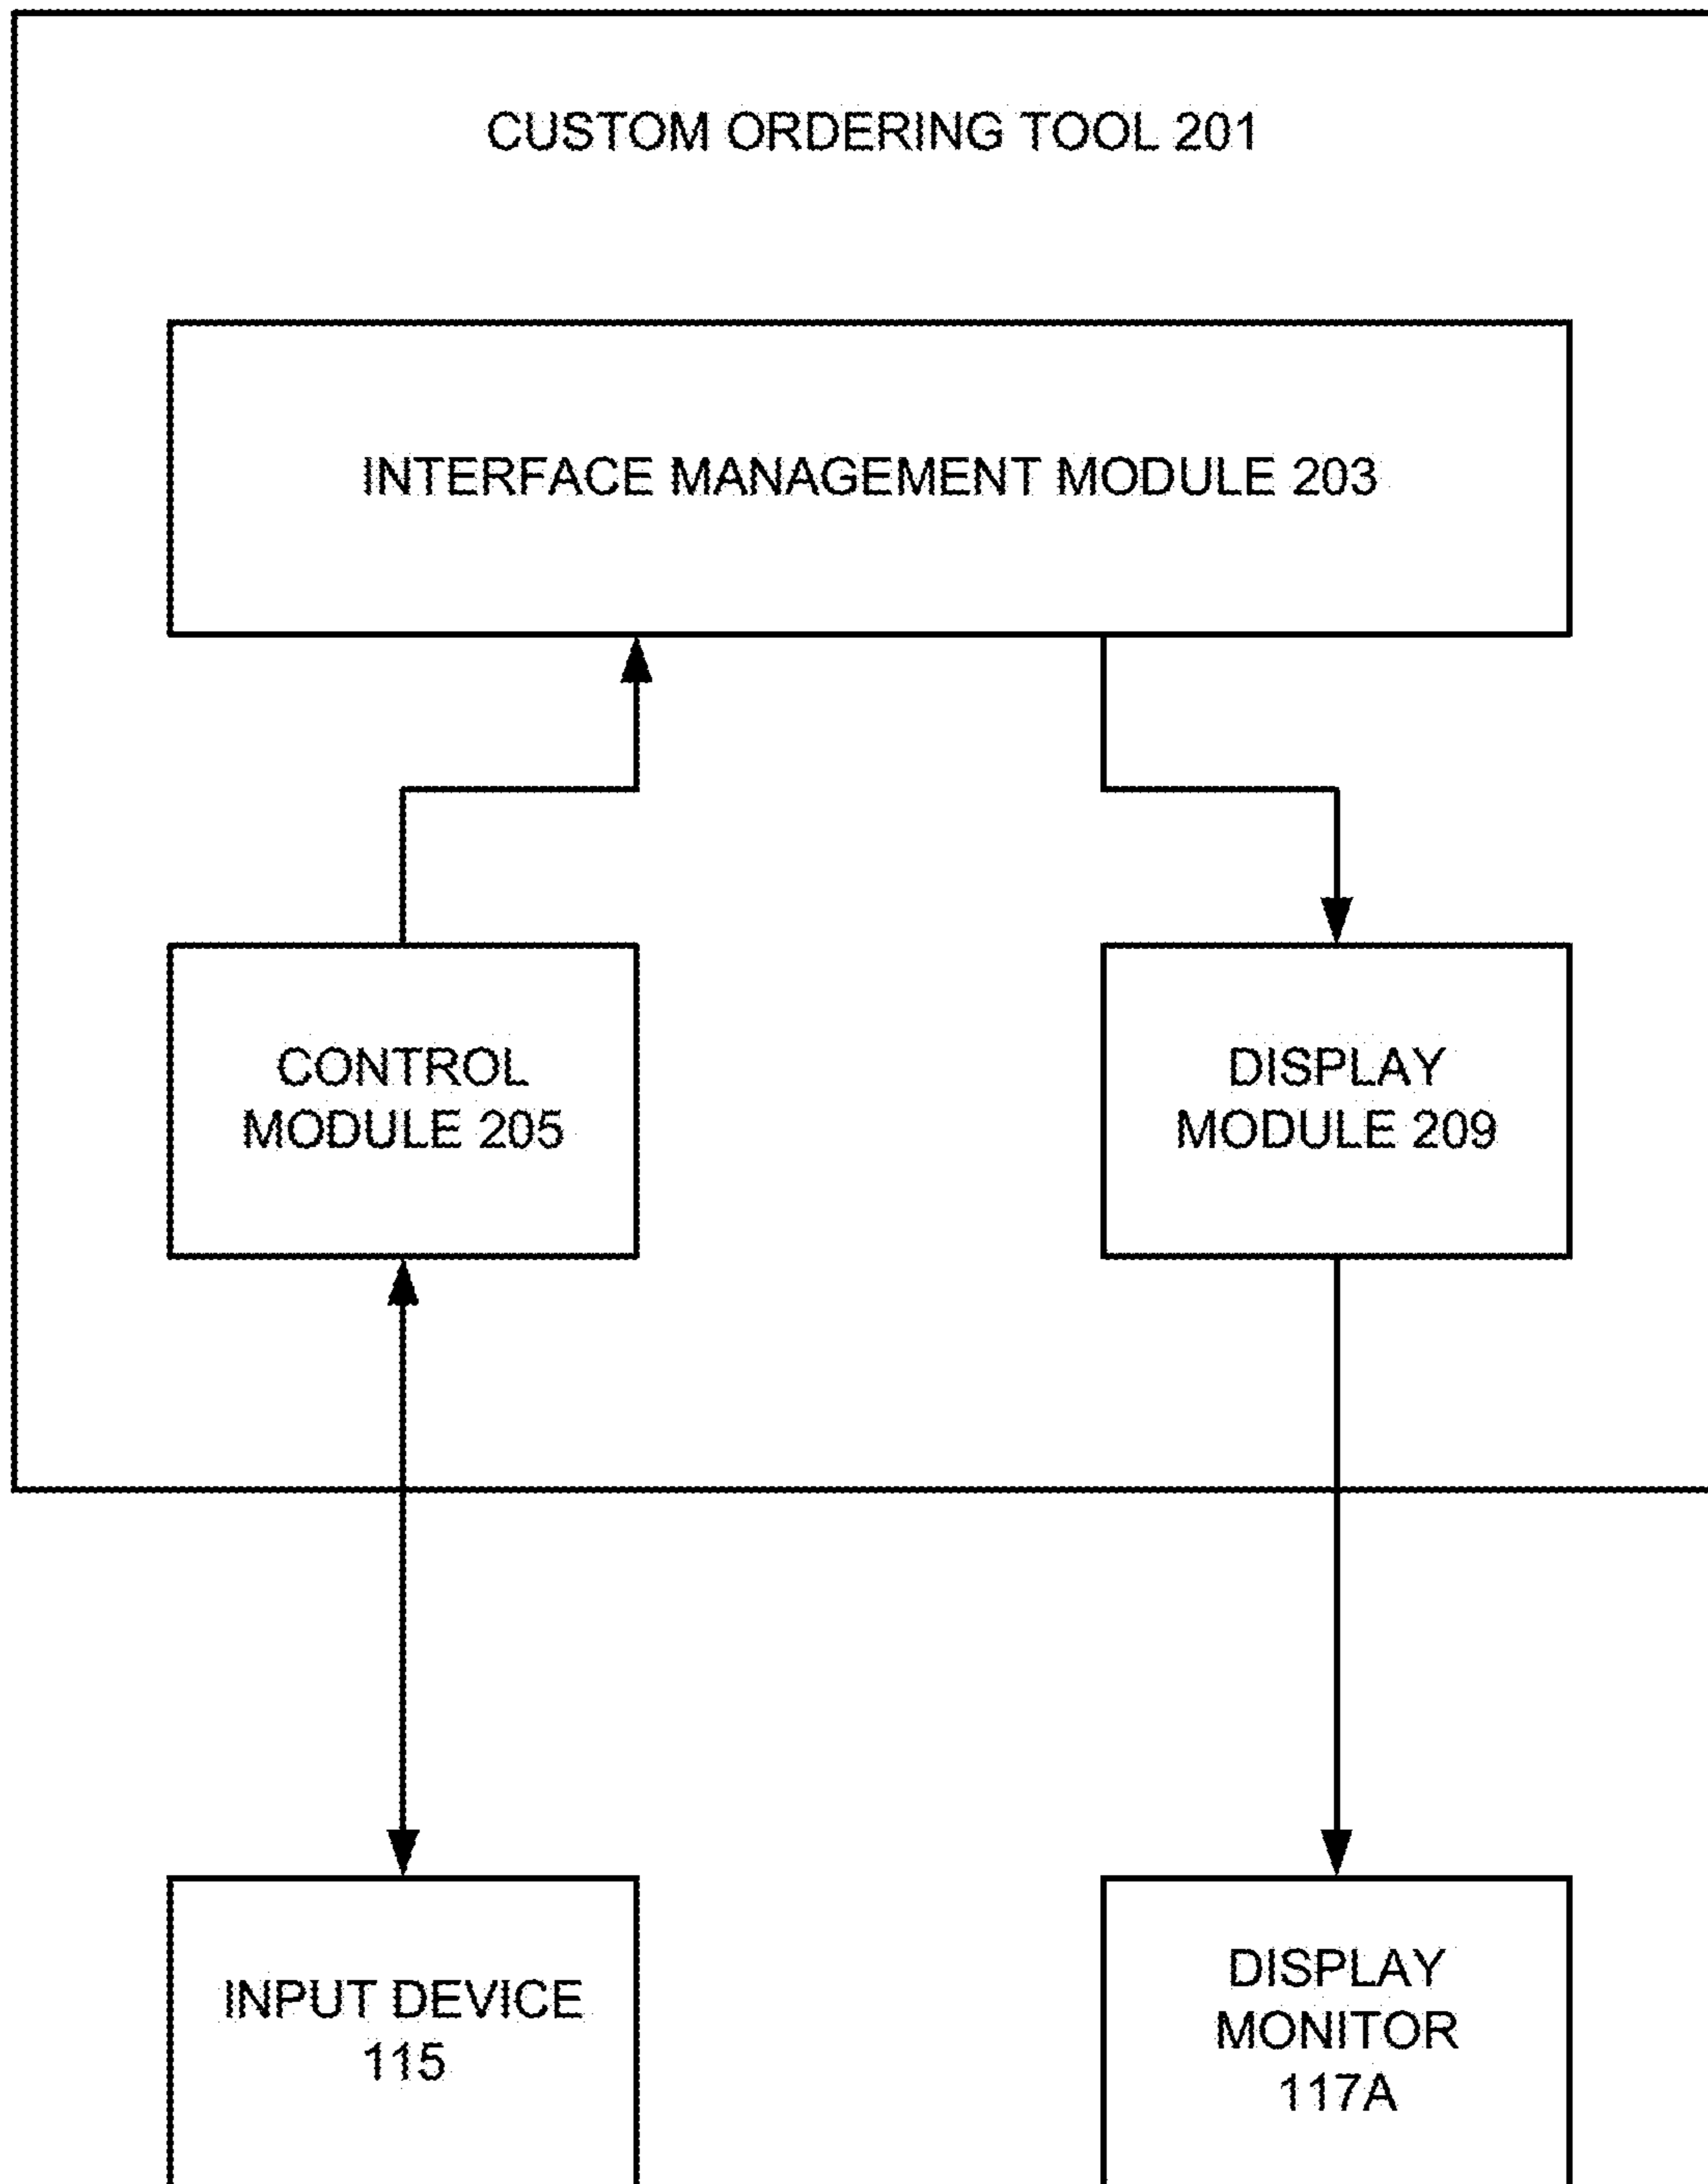 CUSTOM ORDERING TOOL 201
INTERFACE MANAGEMENT MODULE 203
CONTROL
MODULE 205
DISPLAY
MODULE 209
INPUT DEVICE
115
DISPLAY
MONITOR
117A